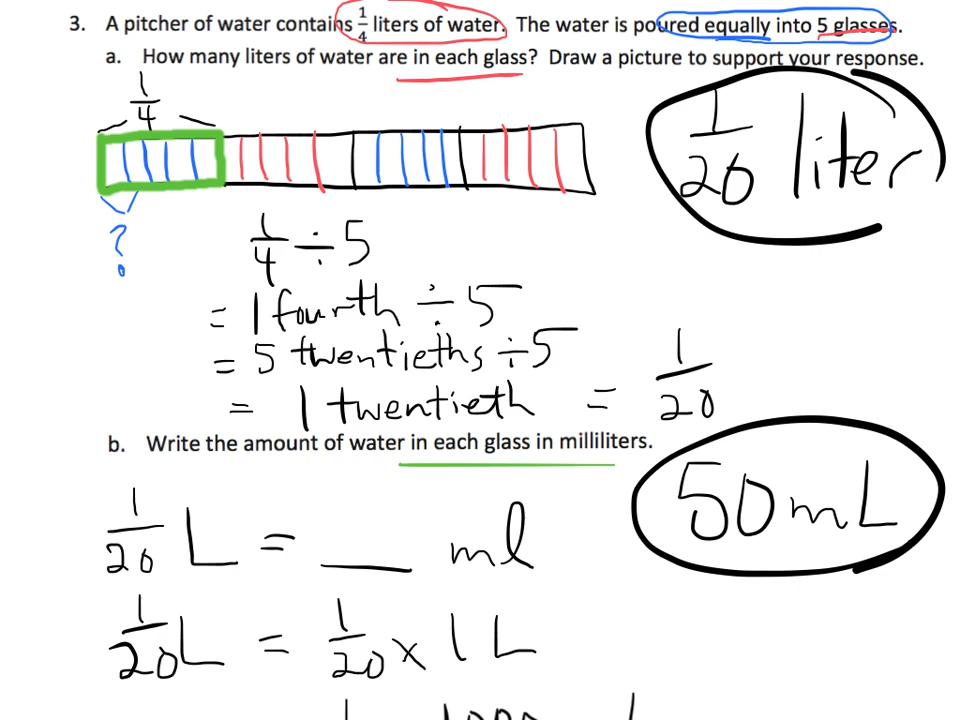 3. A pitcher of water contains 1/4 liters of water. The water is poured equally into 5 glasses.
a. How many liters of water are in each glass? Draw a picture to support your response.
1/4
1/20 liter
?
1/4 ÷ 5
= 1 fourth ÷ 5
= 5 twentieths ÷ 5
= 1 twentieth = 1/20
b. Write the amount of water in each glass in milliliters.
50 mL
1/20 L = ___ ml
1/20 L = 1/20 × 1 L